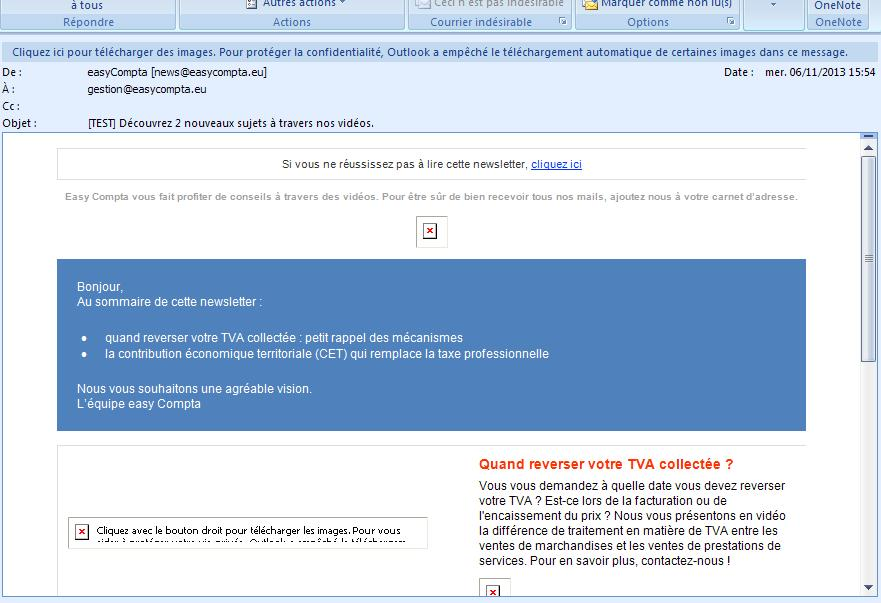 à tous
Autres actions
Ceci n'est pas indésirable
Marquer comme non lu(s)
OneNote
Répondre
Actions
Courrier indésirable
Options
OneNote
Cliquez ici pour télécharger des images. Pour protéger la confidentialité, Outlook a empêché le téléchargement automatique de certaines images dans ce message.
De : easyCompta [news@easycompta.eu] Date : mer. 06/11/2013 15:54
À : gestion@easycompta.eu
Cc :
Objet : [TEST] Découvrez 2 nouveaux sujets à travers nos vidéos.
Si vous ne réussissez pas à lire cette newsletter, cliquez ici
Easy Compta vous fait profiter de conseils à travers des vidéos. Pour être sûr de bien recevoir tous nos mails, ajoutez nous à votre carnet d'adresse.
Bonjour,
Au sommaire de cette newsletter :
• quand reverser votre TVA collectée : petit rappel des mécanismes
• la contribution économique territoriale (CET) qui remplace la taxe professionnelle
Nous vous souhaitons une agréable vision.
L'équipe easy Compta
Quand reverser votre TVA collectée ?
Vous vous demandez à quelle date vous devez reverser
votre TVA ? Est-ce lors de la facturation ou de
l'encaissement du prix ? Nous vous présentons en vidéo
la différence de traitement en matière de TVA entre les
ventes de marchandises et les ventes de prestations de
services. Pour en savoir plus, contactez-nous !
Cliquez avec le bouton droit pour télécharger les images. Pour vous